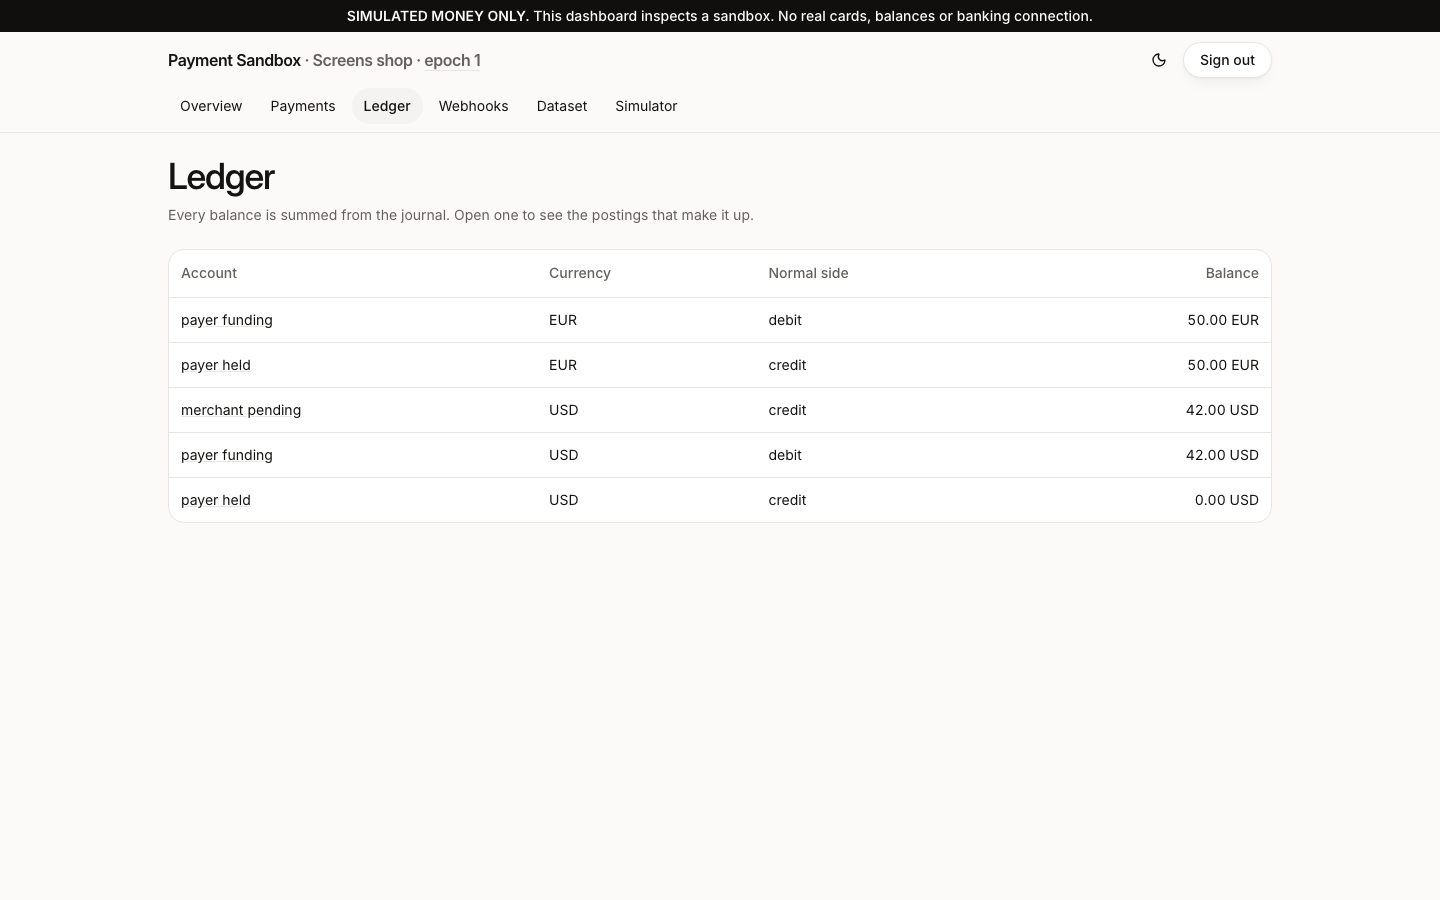 SIMULATED MONEY ONLY. This dashboard inspects a sandbox. No real cards, balances or banking connection.
Payment Sandbox · Screens shop · epoch 1
Sign out
Overview Payments Ledger Webhooks Dataset Simulator
Ledger
Every balance is summed from the journal. Open one to see the postings that make it up.
Account Currency Normal side Balance
payer funding EUR debit 50.00 EUR
payer held EUR credit 50.00 EUR
merchant pending USD credit 42.00 USD
payer funding USD debit 42.00 USD
payer held USD credit 0.00 USD